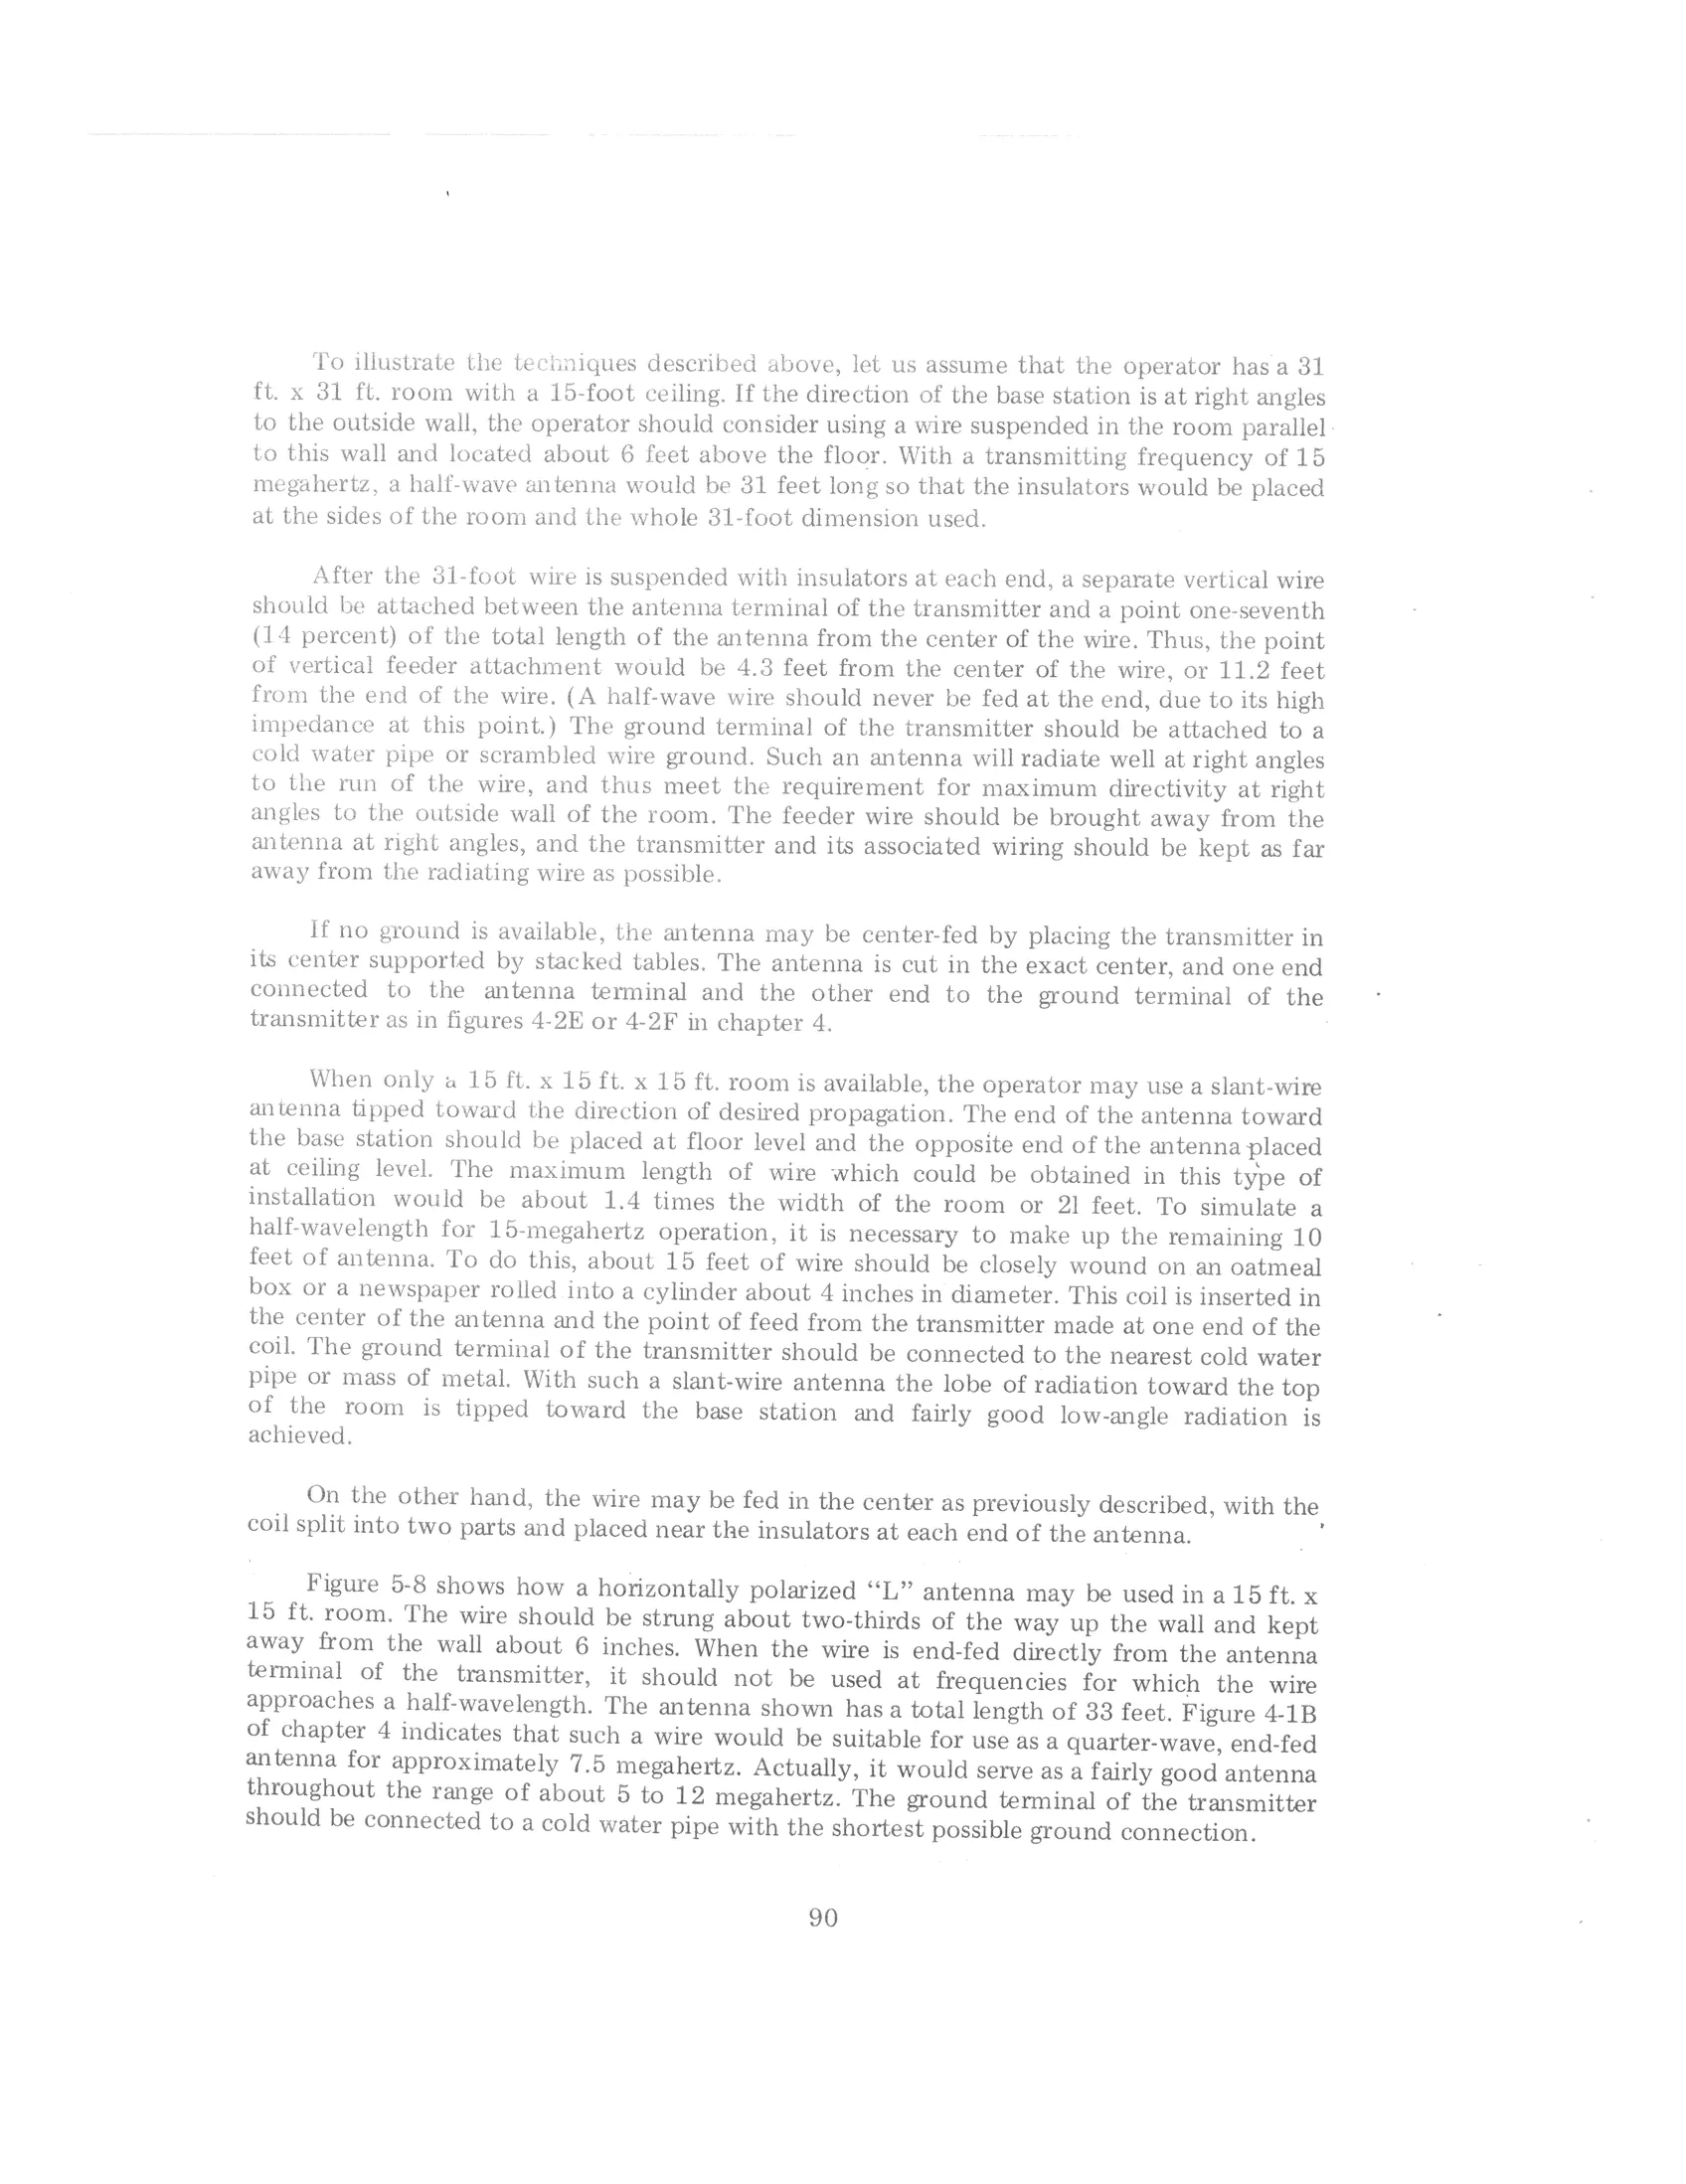 To illustrate the techniques described above, let us assume that the operator has a 31
ft. x 31 ft. room with a 15-foot ceiling. If the direction of the base station is at right angles
to the outside wall, the operator should consider using a wire suspended in the room parallel
to this wall and located about 6 feet above the floor. With a transmitting frequency of 15
megahertz, a half-wave antenna would be 31 feet long so that the insulators would be placed
at the sides of the room and the whole 31-foot dimension used.
After the 31-foot wire is suspended with insulators at each end, a separate vertical wire
should be attached between the antenna terminal of the transmitter and a point one-seventh
(14 percent) of the total length of the antenna from the center of the wire. Thus, the point
of vertical feeder attachment would be 4.3 feet from the center of the wire, or 11.2 feet
from the end of the wire. (A half-wave wire should never be fed at the end, due to its high
impedance at this point.) The ground terminal of the transmitter should be attached to a
cold water pipe or scrambled wire ground. Such an antenna will radiate well at right angles
to the run of the wire, and thus meet the requirement for maximum directivity at right
angles to the outside wall of the room. The feeder wire should be brought away from the
antenna at right angles, and the transmitter and its associated wiring should be kept as far
away from the radiating wire as possible.
If no ground is available, the antenna may be center-fed by placing the transmitter in
its center supported by stacked tables. The antenna is cut in the exact center, and one end
connected to the antenna terminal and the other end to the ground terminal of the
transmitter as in figures 4-2E or 4-2F in chapter 4.
When only a 15 ft. x 15 ft. x 15 ft. room is available, the operator may use a slant-wire
antenna tipped toward the direction of desired propagation. The end of the antenna toward
the base station should be placed at floor level and the opposite end of the antenna placed
at ceiling level. The maximum length of wire which could be obtained in this type of
installation would be about 1.4 times the width of the room or 21 feet. To simulate a
half-wavelength for 15-megahertz operation, it is necessary to make up the remaining 10
feet of antenna. To do this, about 15 feet of wire should be closely wound on an oatmeal
box or a newspaper rolled into a cylinder about 4 inches in diameter. This coil is inserted in
the center of the antenna and the point of feed from the transmitter made at one end of the
coil. The ground terminal of the transmitter should be connected to the nearest cold water
pipe or mass of metal. With such a slant-wire antenna the lobe of radiation toward the top
of the room is tipped toward the base station and fairly good low-angle radiation is
achieved.
On the other hand, the wire may be fed in the center as previously described, with the
coil split into two parts and placed near the insulators at each end of the antenna.
Figure 5-8 shows how a horizontally polarized “L” antenna may be used in a 15 ft. x
15 ft. room. The wire should be strung about two-thirds of the way up the wall and kept
away from the wall about 6 inches. When the wire is end-fed directly from the antenna
terminal of the transmitter, it should not be used at frequencies for which the wire
approaches a half-wavelength. The antenna shown has a total length of 33 feet. Figure 4-1B
of chapter 4 indicates that such a wire would be suitable for use as a quarter-wave, end-fed
antenna for approximately 7.5 megahertz. Actually, it would serve as a fairly good antenna
throughout the range of about 5 to 12 megahertz. The ground terminal of the transmitter
should be connected to a cold water pipe with the shortest possible ground connection.
90